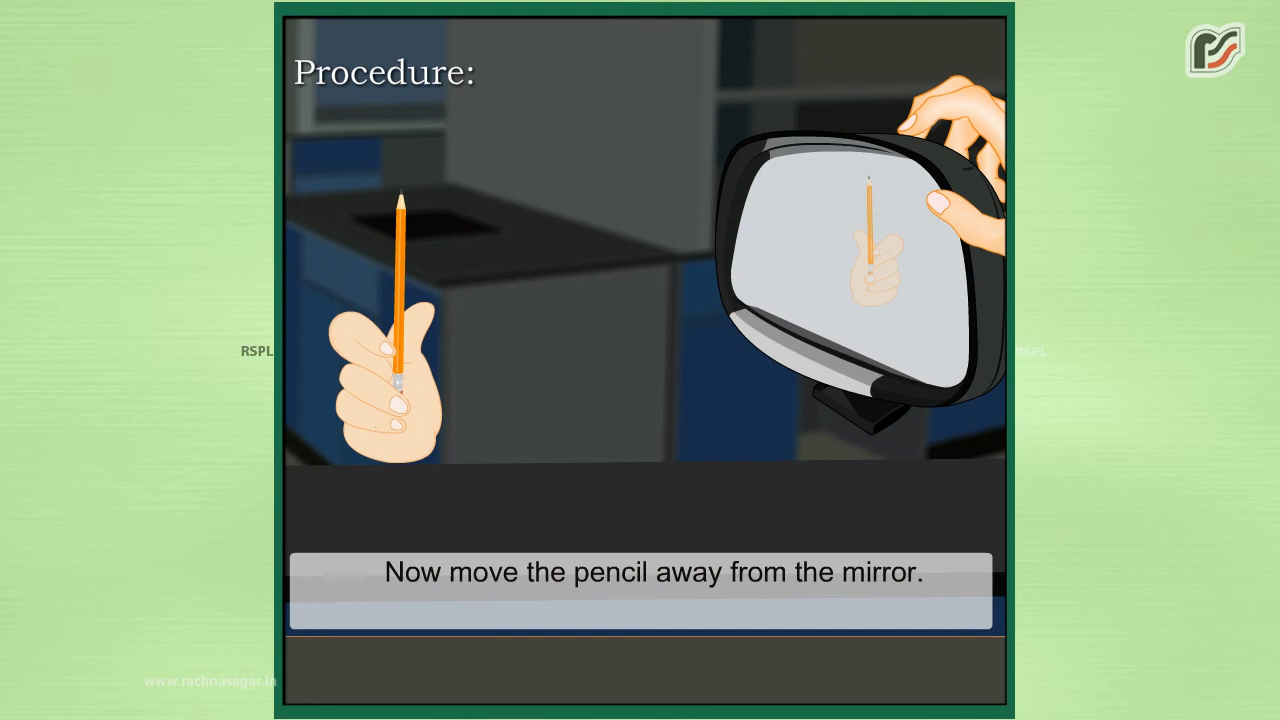 Procedure:
RSPL
RSPL
Now move the pencil away from the mirror.
www.rachnasagar.in